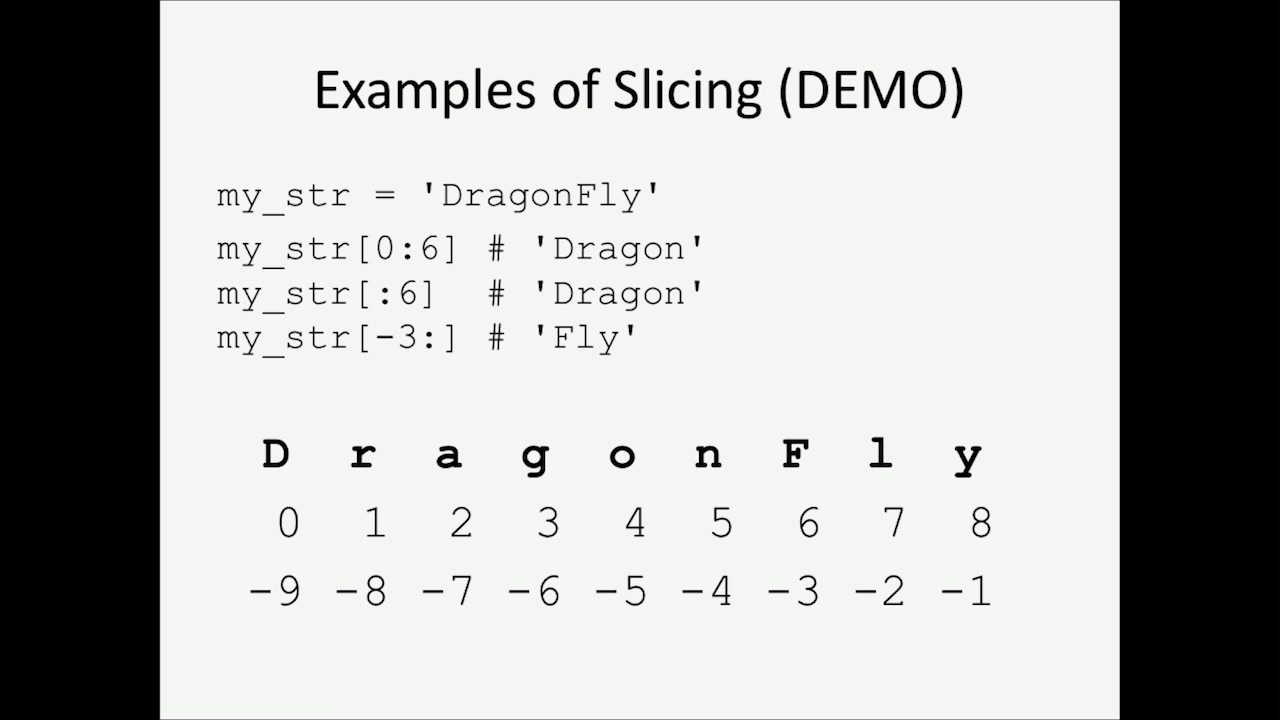 Examples of Slicing (DEMO)
my_str = 'DragonFly'
my_str[0:6] # 'Dragon'
my_str[:6]  # 'Dragon'
my_str[-3:] # 'Fly'
D r a g o n F l y
0 1 2 3 4 5 6 7 8
-9 -8 -7 -6 -5 -4 -3 -2 -1